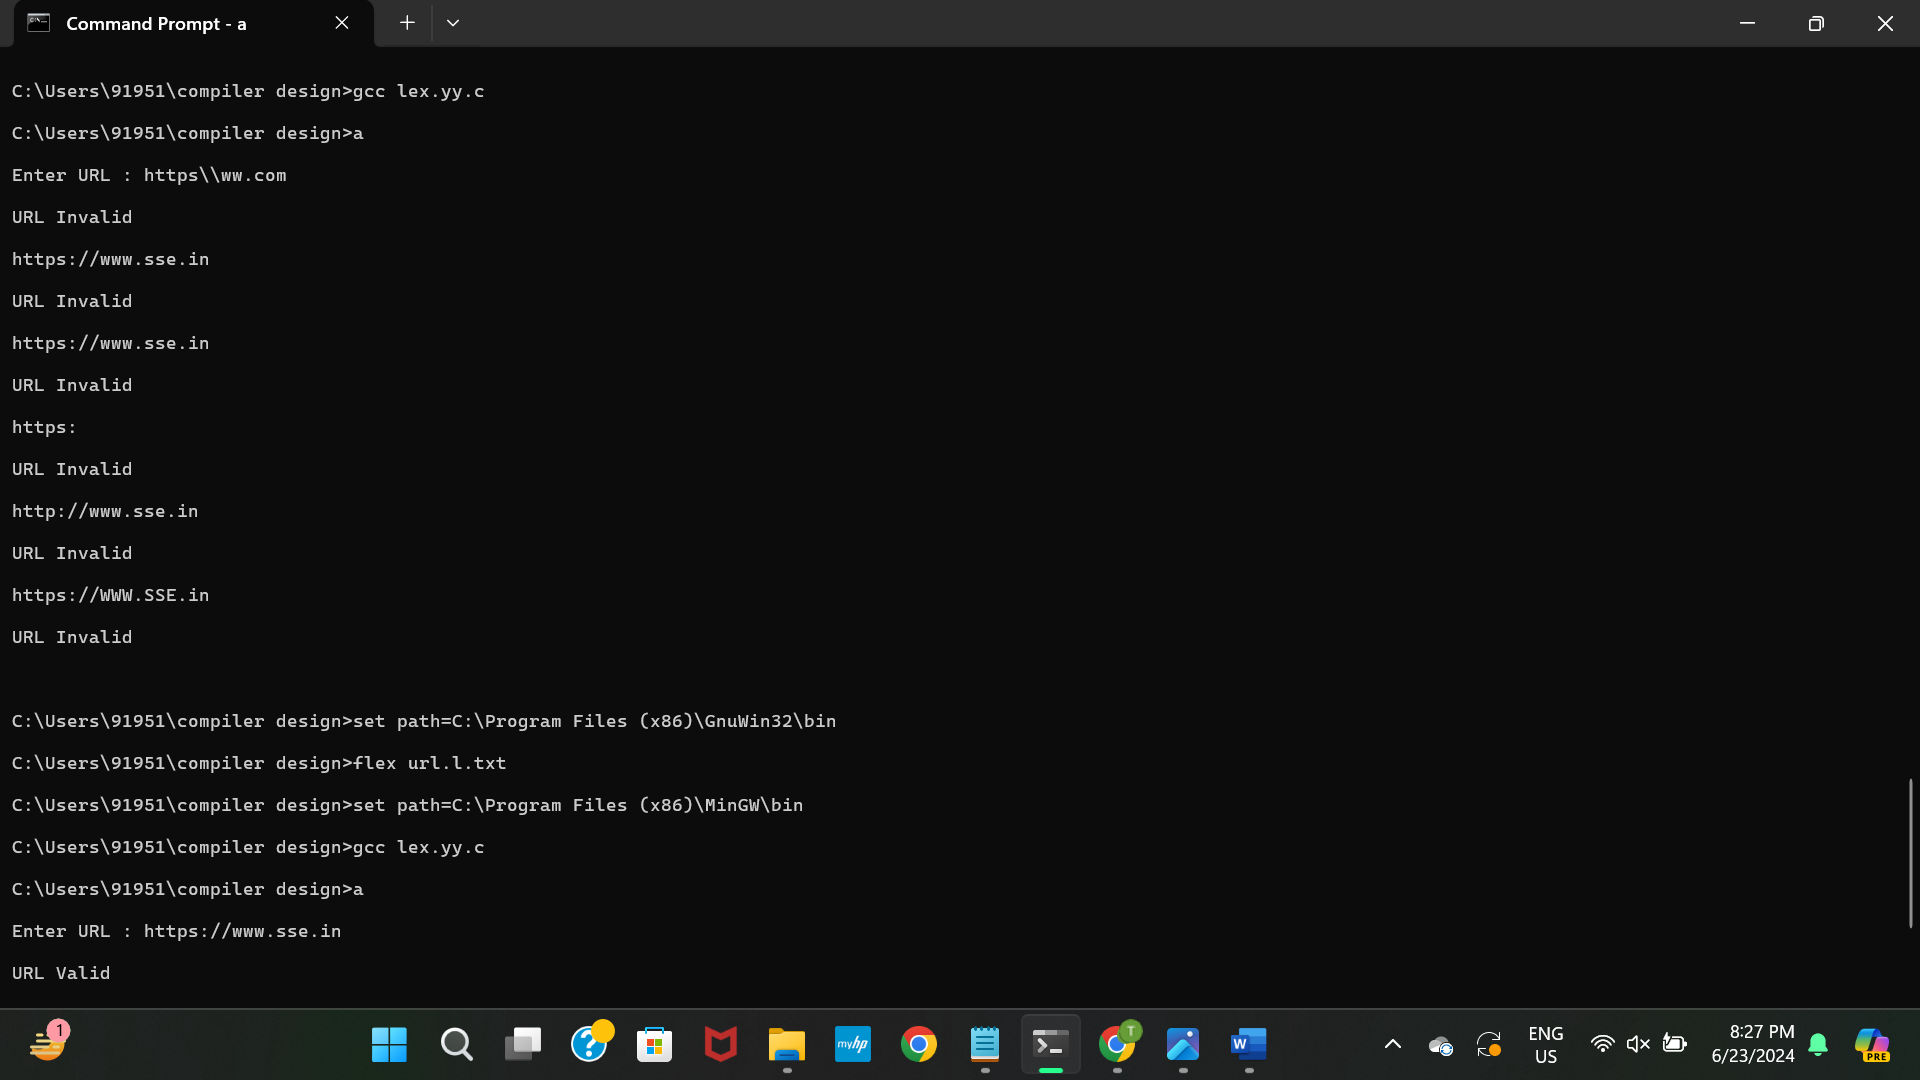 Command Prompt - a
C:\Users\91951\compiler design>gcc lex.yy.c
C:\Users\91951\compiler design>a
Enter URL : https\\ww.com
URL Invalid
https://www.sse.in
URL Invalid
https://www.sse.in
URL Invalid
https:
URL Invalid
http://www.sse.in
URL Invalid
https://WWW.SSE.in
URL Invalid
C:\Users\91951\compiler design>set path=C:\Program Files (x86)\GnuWin32\bin
C:\Users\91951\compiler design>flex url.l.txt
C:\Users\91951\compiler design>set path=C:\Program Files (x86)\MinGW\bin
C:\Users\91951\compiler design>gcc lex.yy.c
C:\Users\91951\compiler design>a
Enter URL : https://www.sse.in
URL Valid
1
myhp
T
W
ENG
US
8:27 PM
6/23/2024
PRE